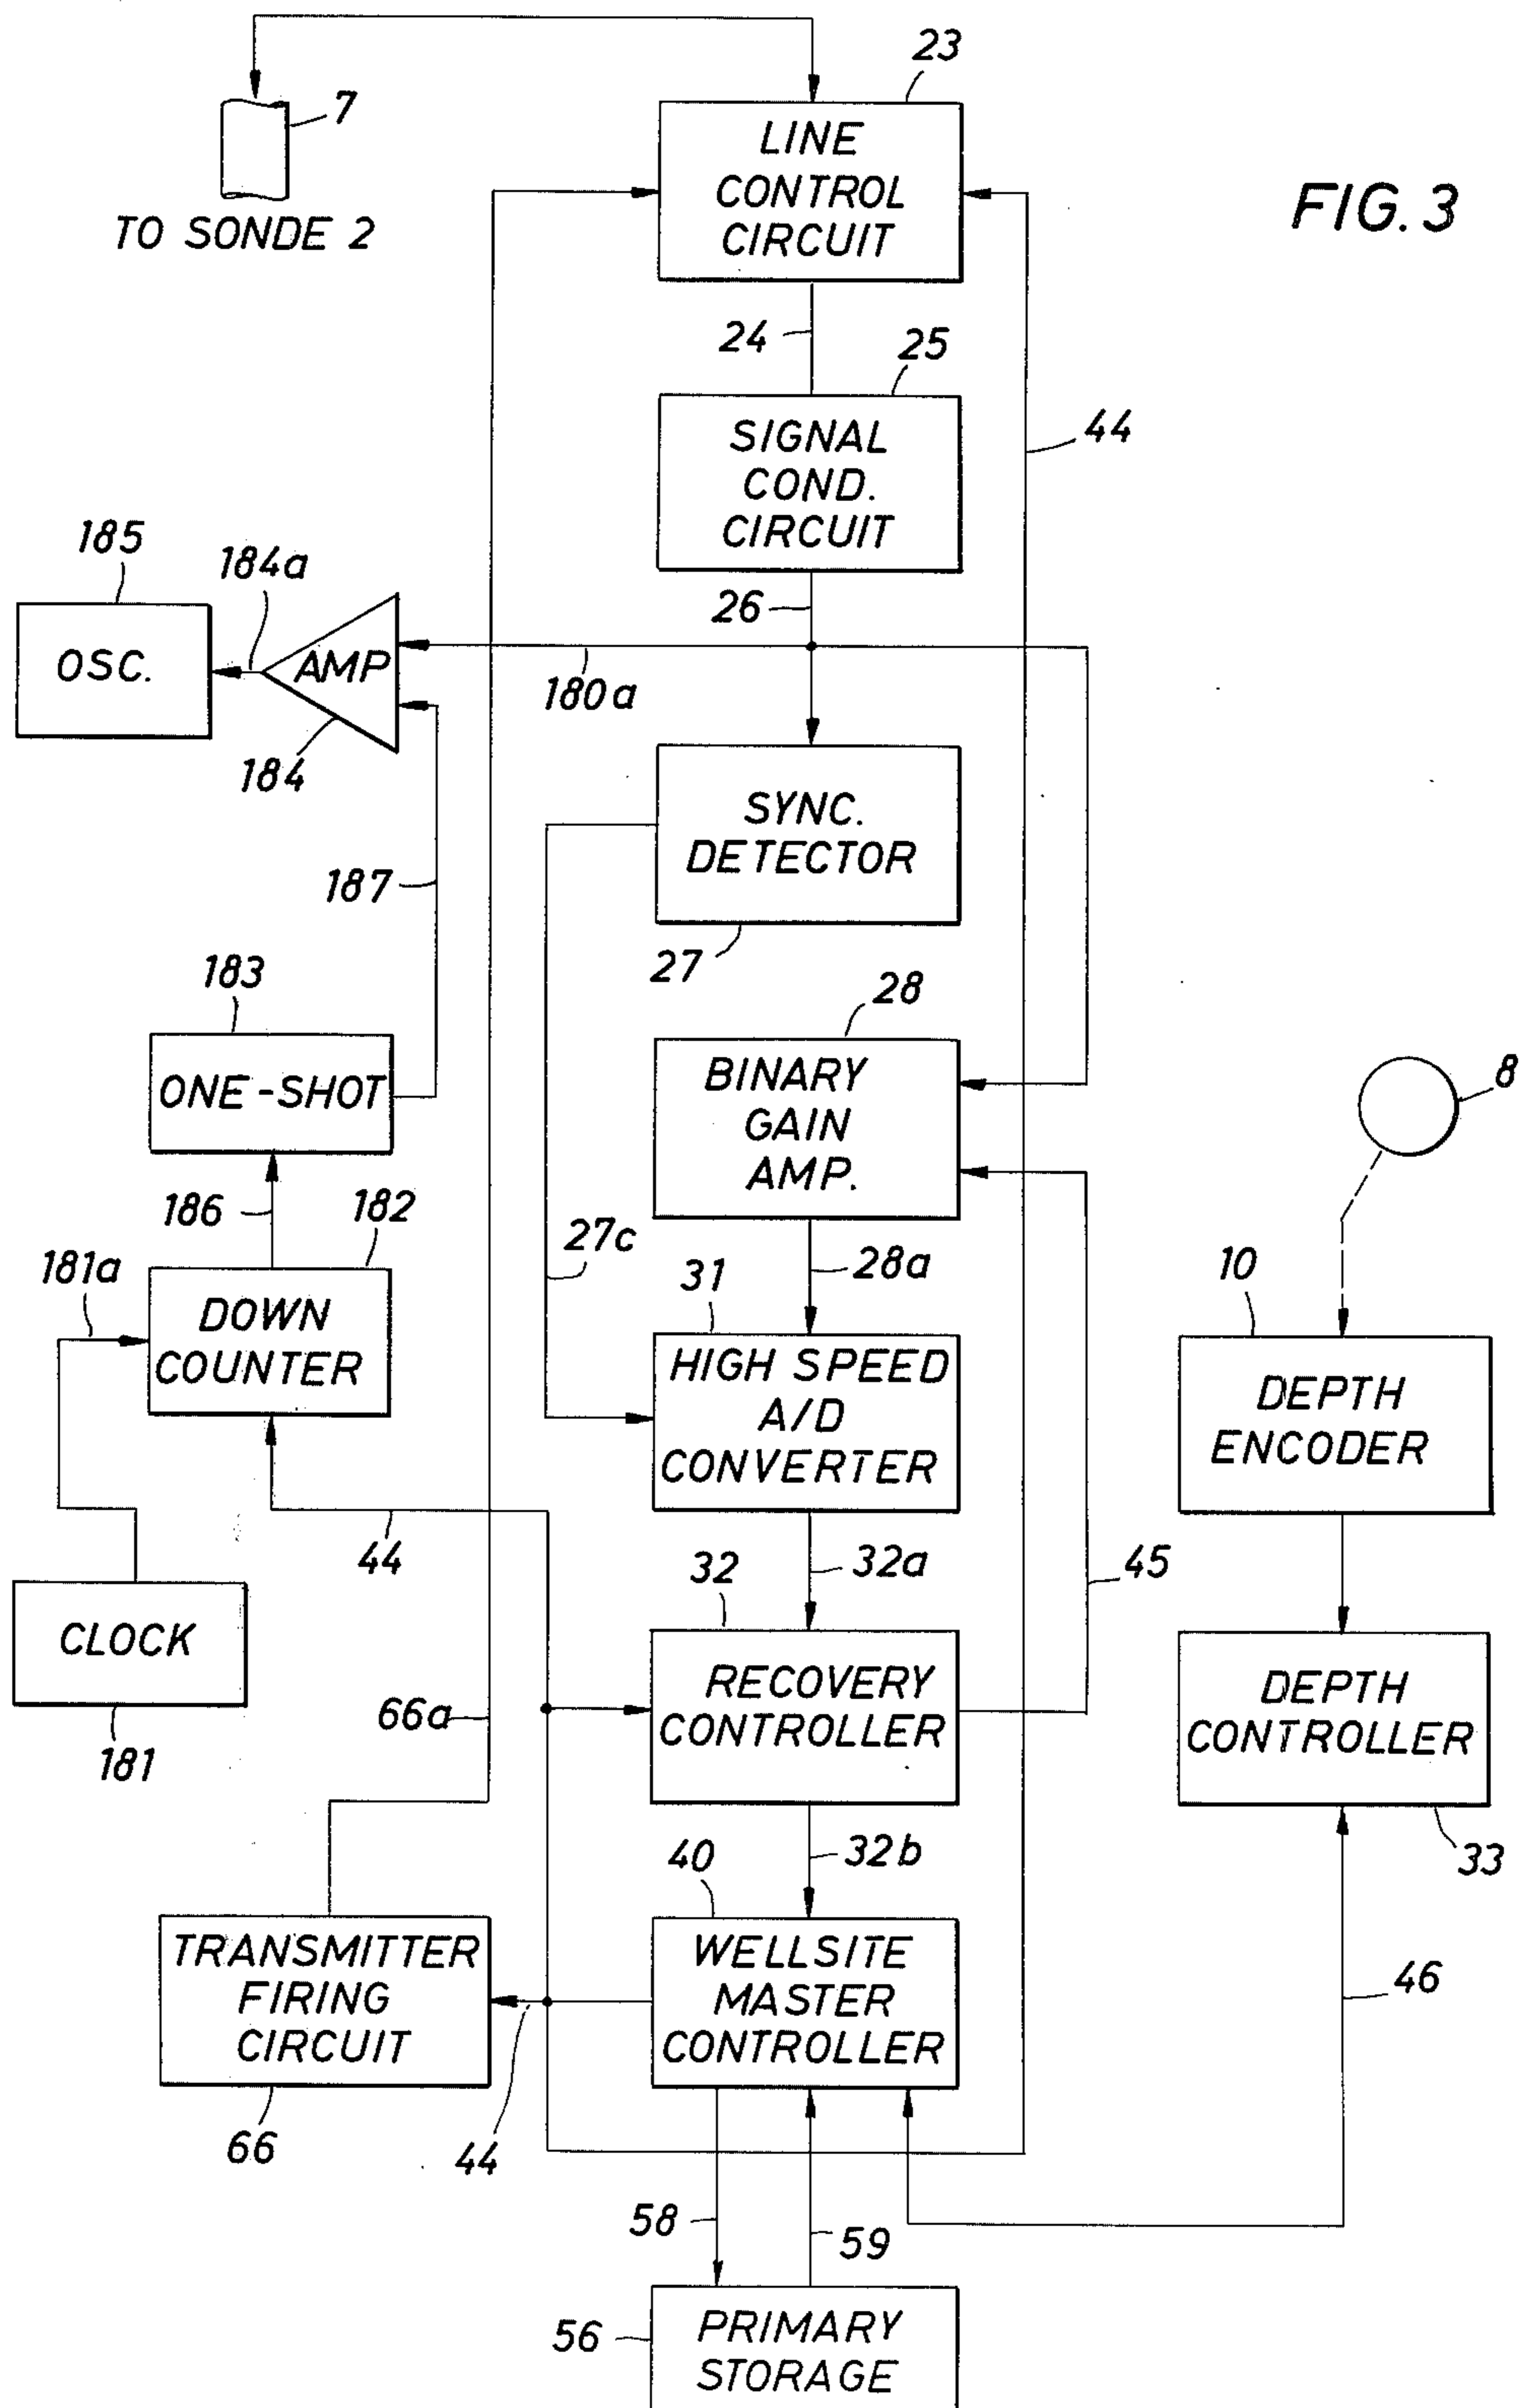 23
7
LINE
CONTROL
CIRCUIT
FIG. 3
TO SONDE 2
24
25
44
SIGNAL
COND.
CIRCUIT
185
184a
26
OSC.
AMP
180a
184
SYNC.
DETECTOR
187
27
183
28
ONE-SHOT
BINARY
GAIN
AMP.
8
186
182
27c
181a
28a
31
10
DOWN
COUNTER
HIGH SPEED
A/D
CONVERTER
DEPTH
ENCODER
44
32
32a
45
CLOCK
RECOVERY
CONTROLLER
DEPTH
CONTROLLER
66a
181
40
32b
33
TRANSMITTER
FIRING
CIRCUIT
WELLSITE
MASTER
CONTROLLER
46
66
44
58
59
56
PRIMARY
STORAGE